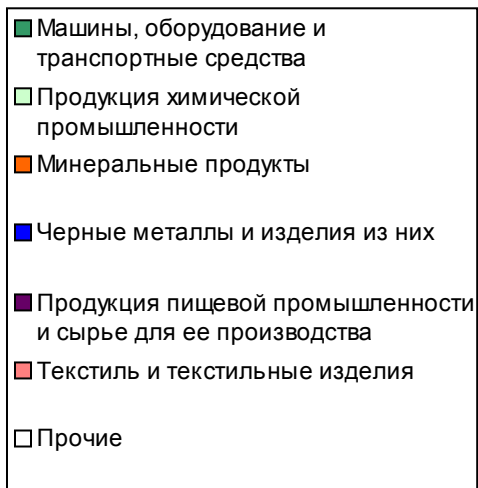 Машины, оборудование и
транспортные средства
Продукция химической
промышленности
Минеральные продукты
Черные металлы и изделия из них
Продукция пищевой промышленности
и сырье для ее производства
Текстиль и текстильные изделия
Прочие